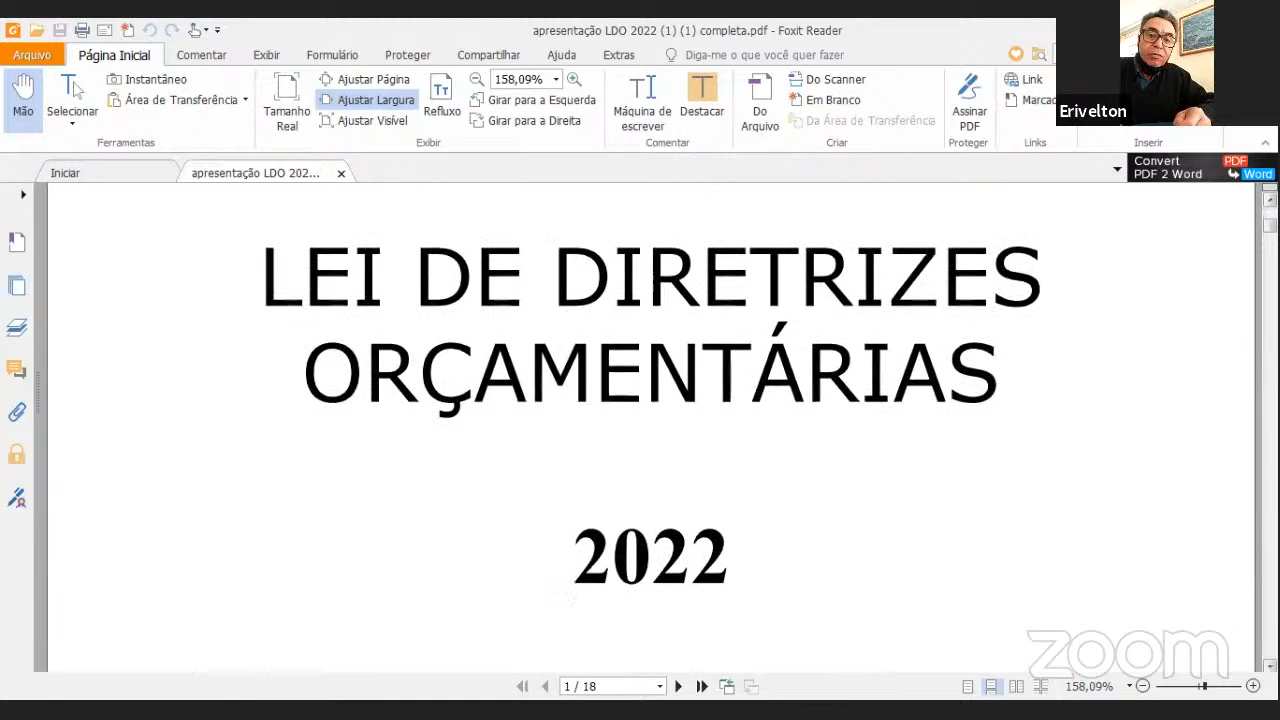 apresentação LDO 2022 (1) (1) completa.pdf - Foxit Reader
Arquivo Página Inicial Comentar Exibir Formulário Proteger Compartilhar Ajuda Extras Diga-me o que você quer fazer
Mão
Selecionar
Instantâneo
Área de Transferência
Ferramentas
Tamanho
Real
Ajustar Página
Ajustar Largura
Ajustar Visível
Refluxo
158,09%
Girar para a Esquerda
Girar para a Direita
Exibir
Máquina de
escrever
Destacar
Comentar
Do
Arquivo
Do Scanner
Em Branco
Da Área de Transferência
Criar
Assinar
PDF
Proteger
Link
Links
Inserir
Erivelton
Iniciar
apresentação LDO 202...
Convert PDF
PDF 2 Word Word
LEI DE DIRETRIZES
ORÇAMENTÁRIAS
2022
zoom
1 / 18
158,09%